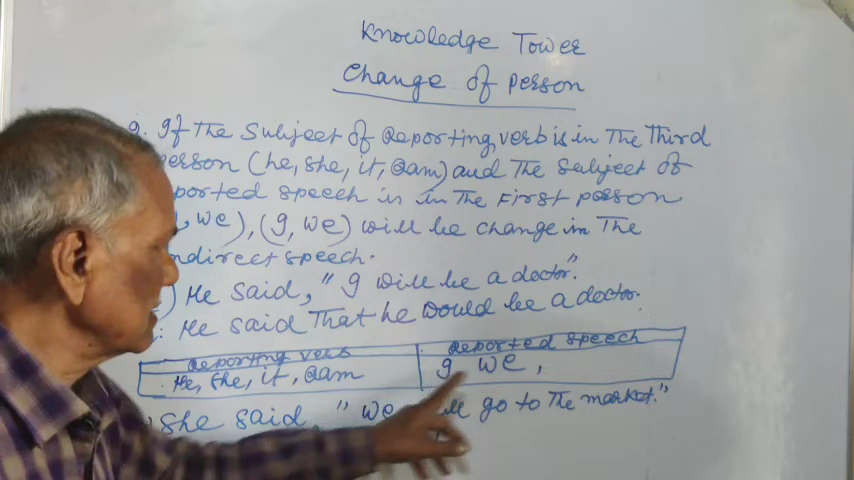 Knowledge Tower
Change of person
If The Subject of Reporting verb is in The Third
person (he, she, it, Ram) and The Subject of
ported speech is in The First person
, we), (I, we) will be change in The
ndirect speech.
) He said, "I will be a doctor."
: He said That he would be a doctor.
Reporting verb Reported speech
He, she, it, Ram I we,
She said, "we go to The market."